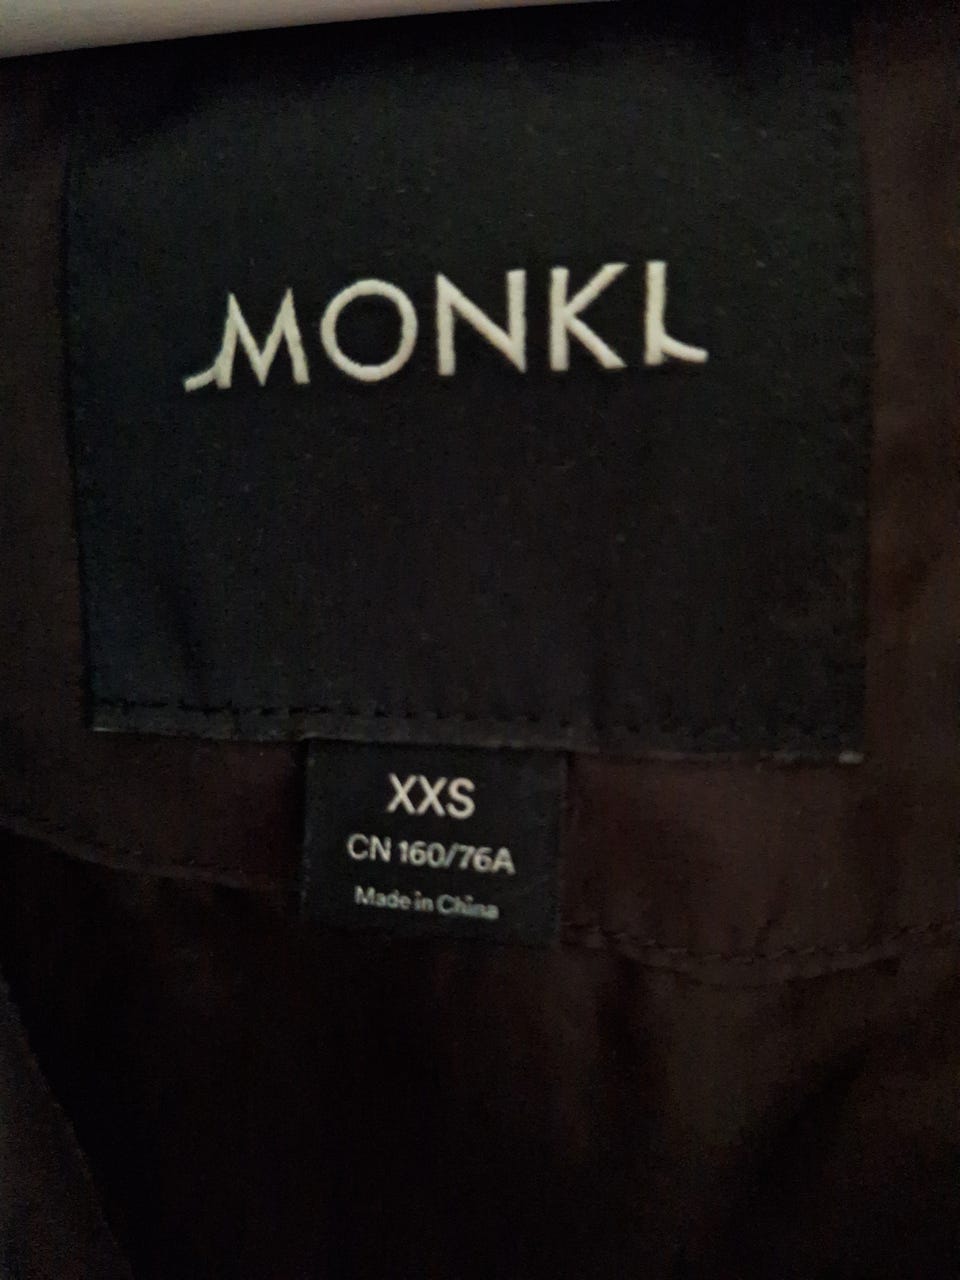 MONKI
XXS
CN 160/76A
Made in China